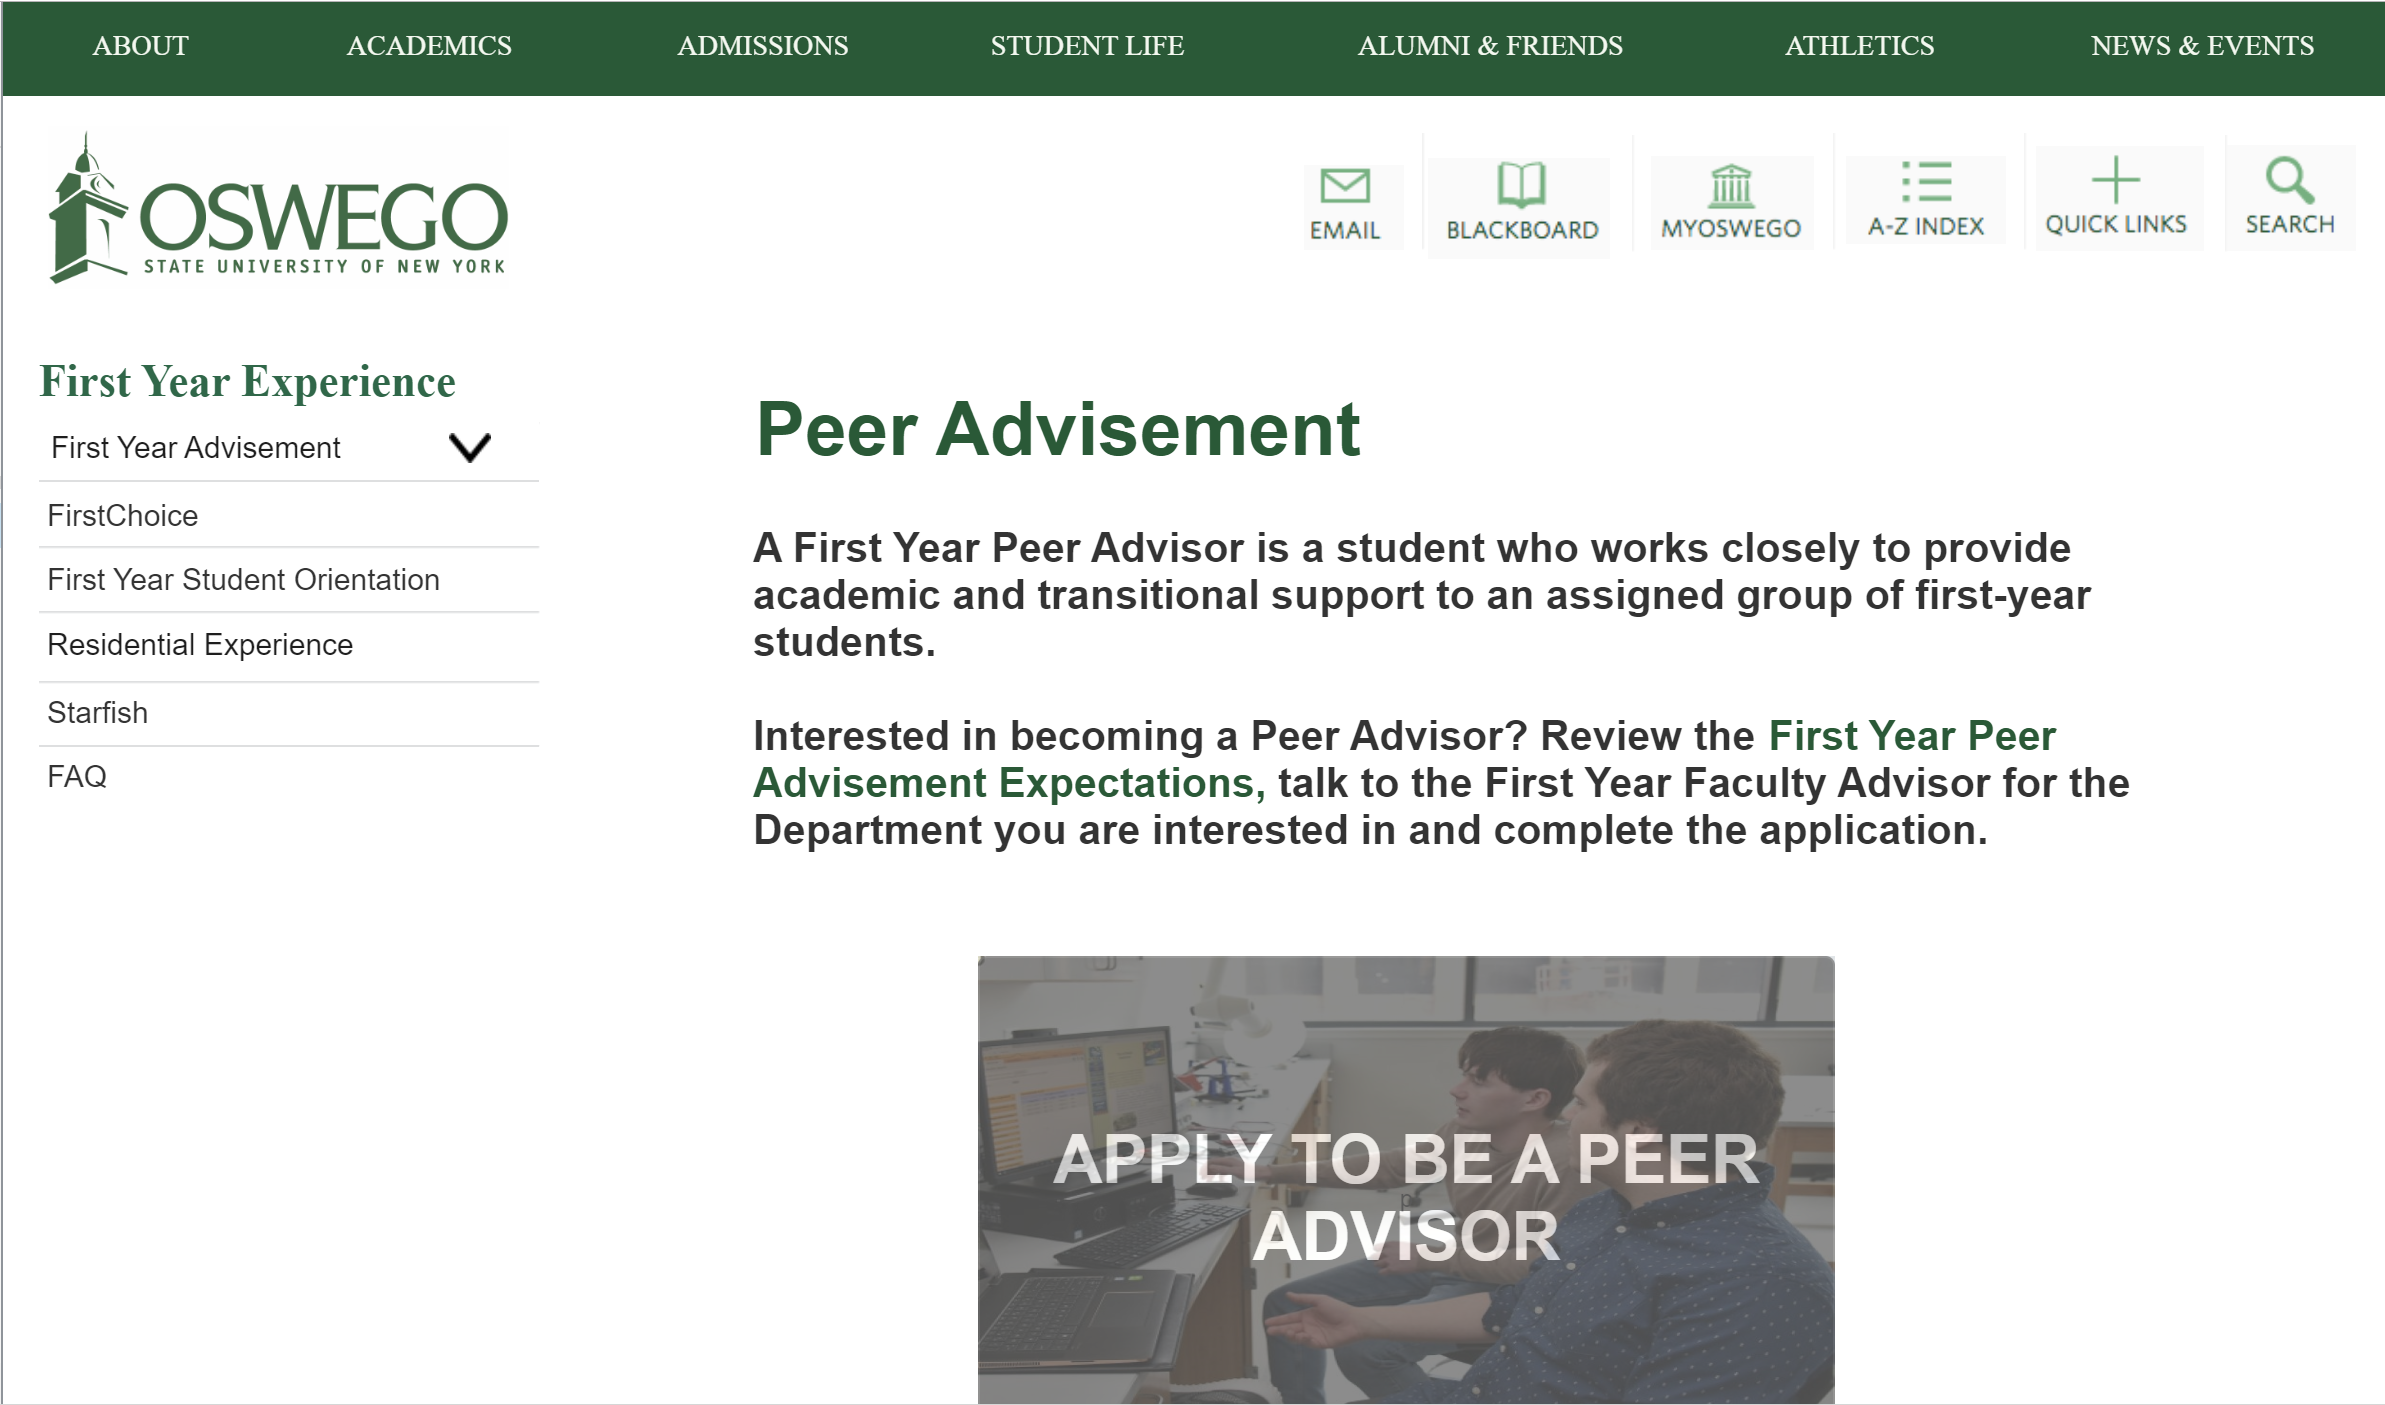 ABOUT ACADEMICS ADMISSIONS STUDENT LIFE ALUMNI & FRIENDS ATHLETICS NEWS & EVENTS
OSWEGO
STATE UNIVERSITY OF NEW YORK
EMAIL BLACKBOARD MYOSWEGO A-Z INDEX QUICK LINKS SEARCH
First Year Experience
First Year Advisement
FirstChoice
First Year Student Orientation
Residential Experience
Starfish
FAQ
Peer Advisement
A First Year Peer Advisor is a student who works closely to provide
academic and transitional support to an assigned group of first-year
students.
Interested in becoming a Peer Advisor? Review the First Year Peer
Advisement Expectations, talk to the First Year Faculty Advisor for the
Department you are interested in and complete the application.
APPLY TO BE A PEER
ADVISOR